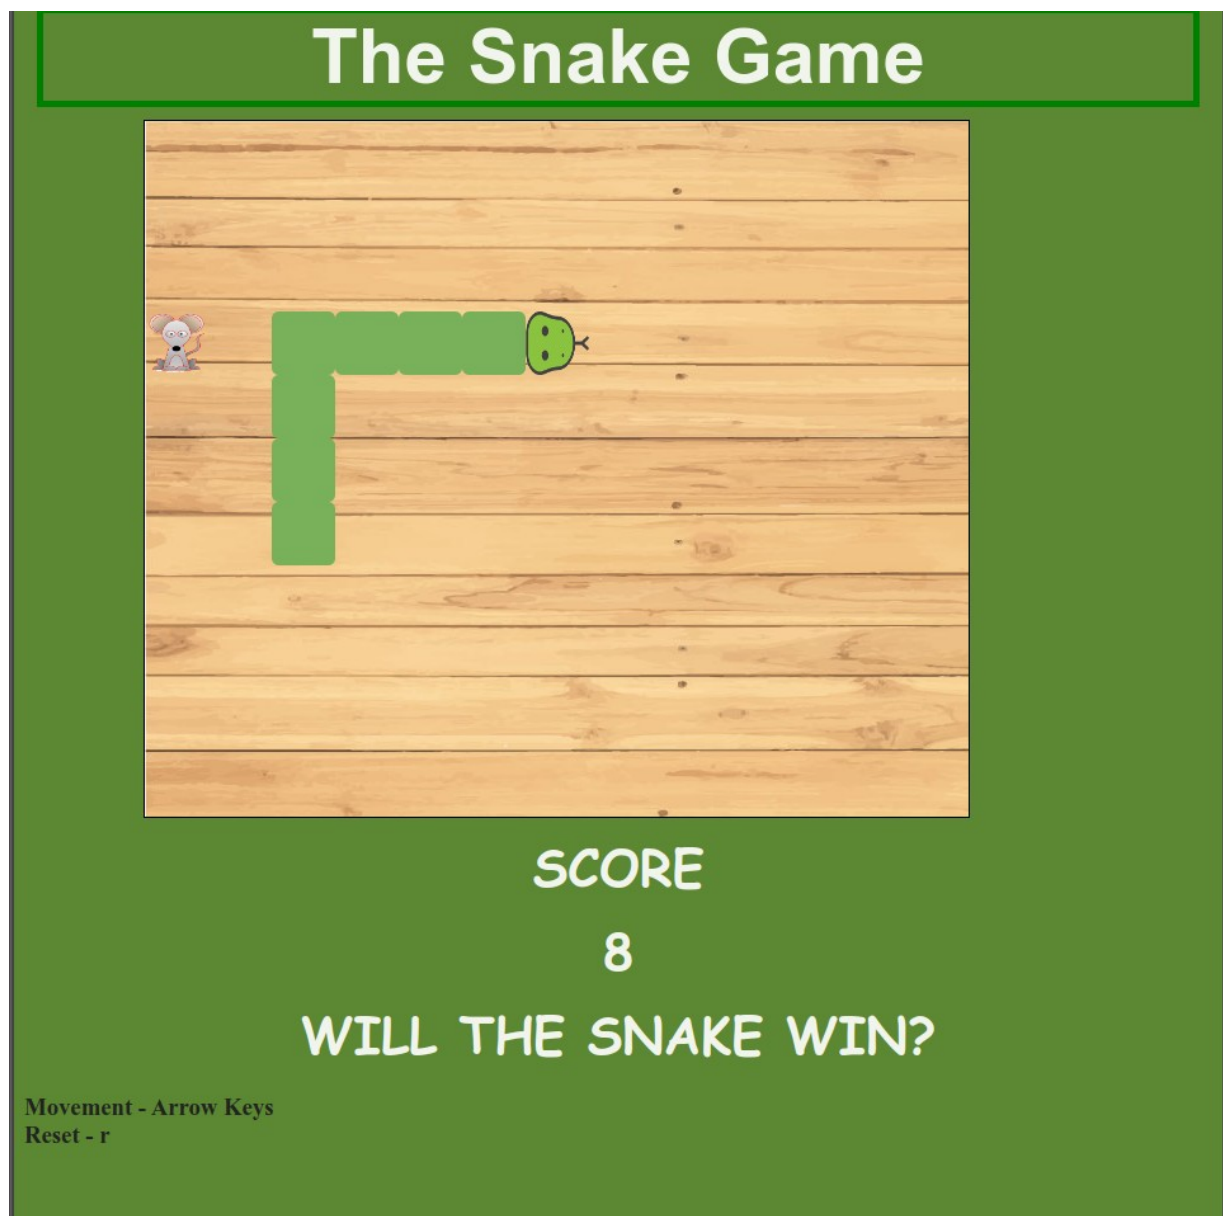 The Snake Game
SCORE
8
WILL THE SNAKE WIN?
Movement - Arrow Keys
Reset - r